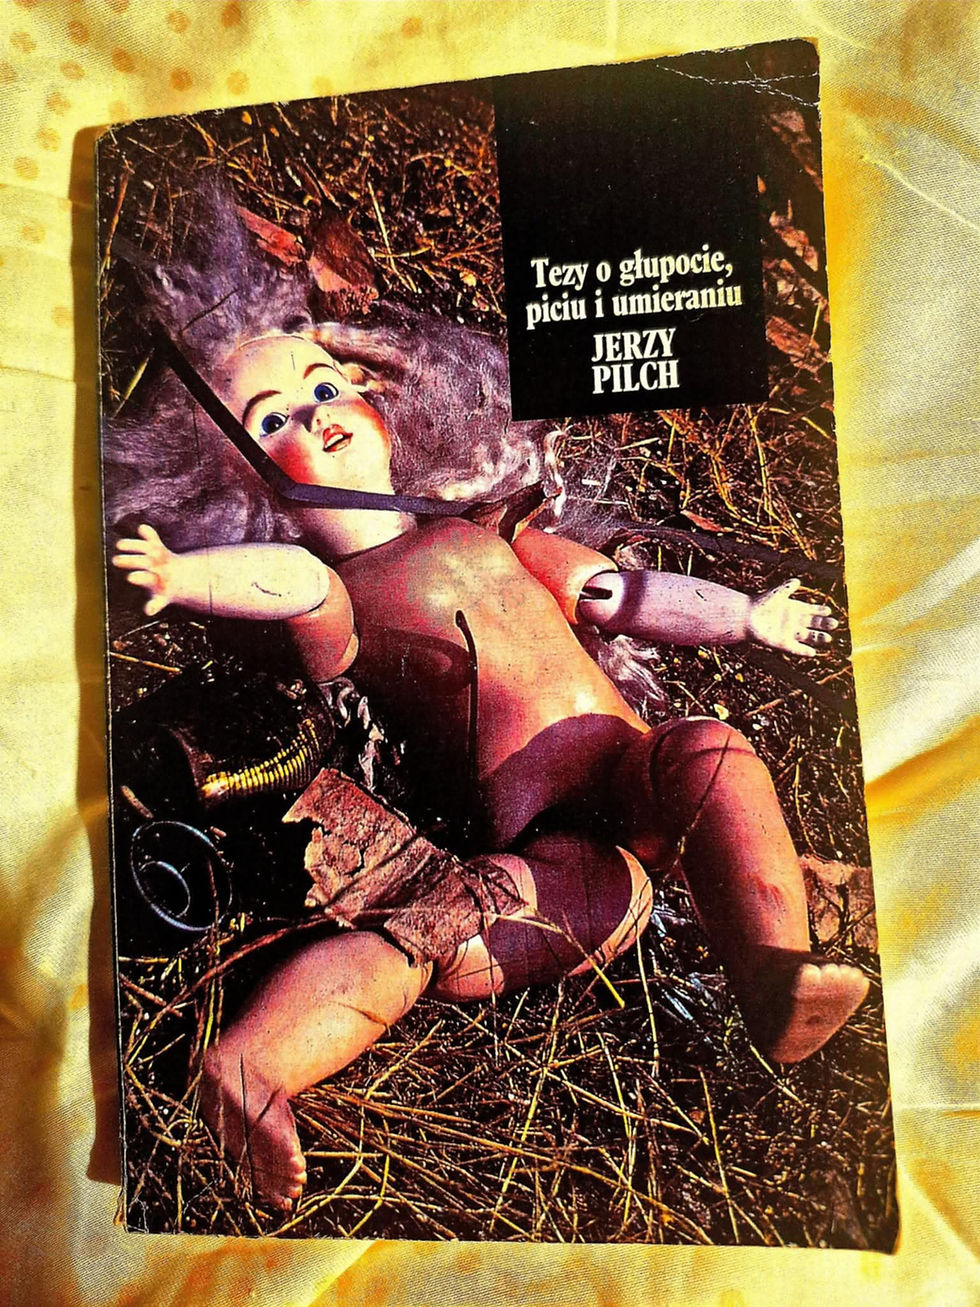 Tezy o głupocie,
piciu i umieraniu
JERZY
PILCH